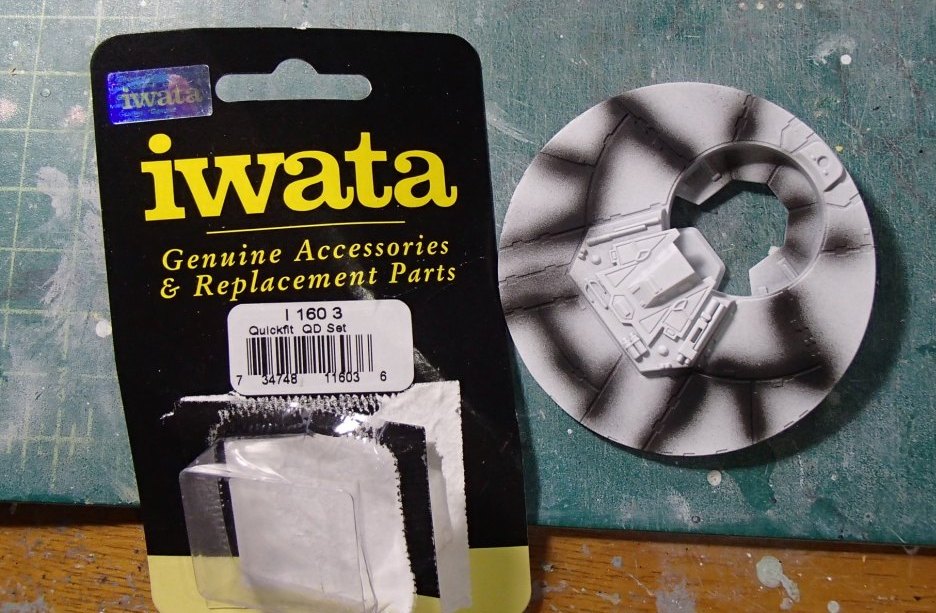 iwata
iwata
Genuine Accessories
& Replacement Parts
I 160 3
Quickfit QD Set
7 34748 11603 6